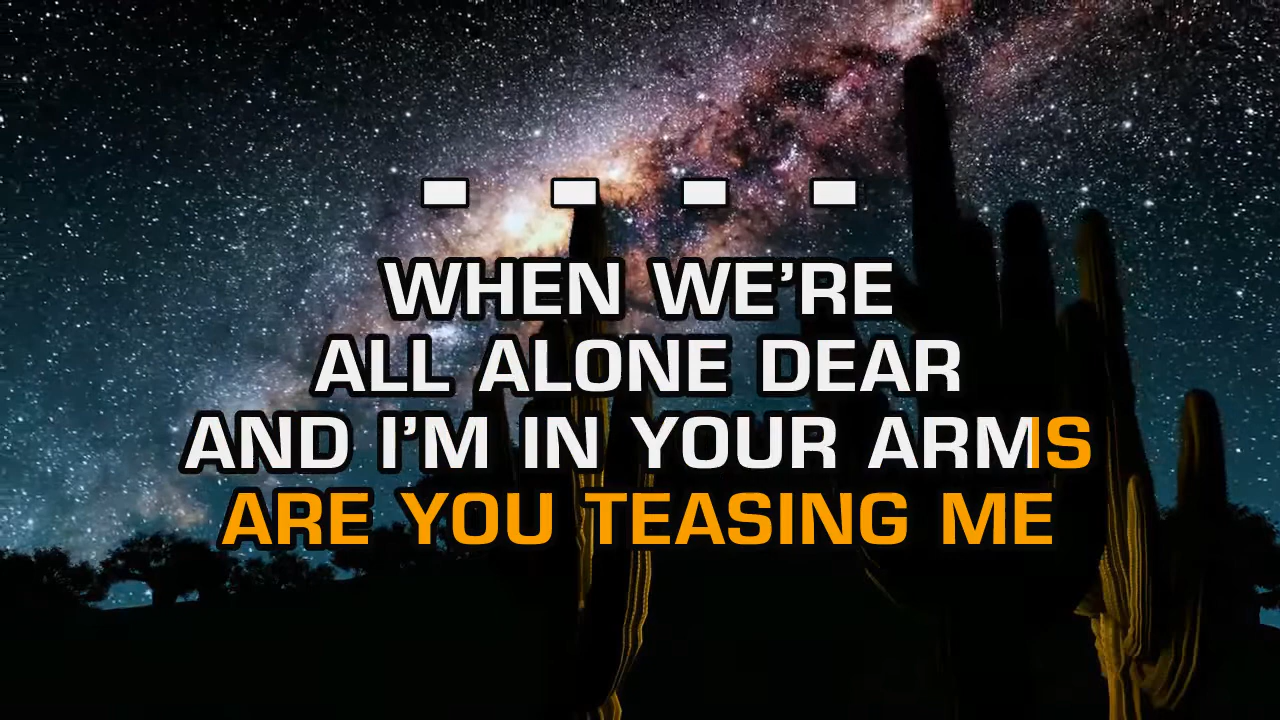 - - - -
WHEN WE’RE
ALL ALONE DEAR
AND I’M IN YOUR ARMS
ARE YOU TEASING ME